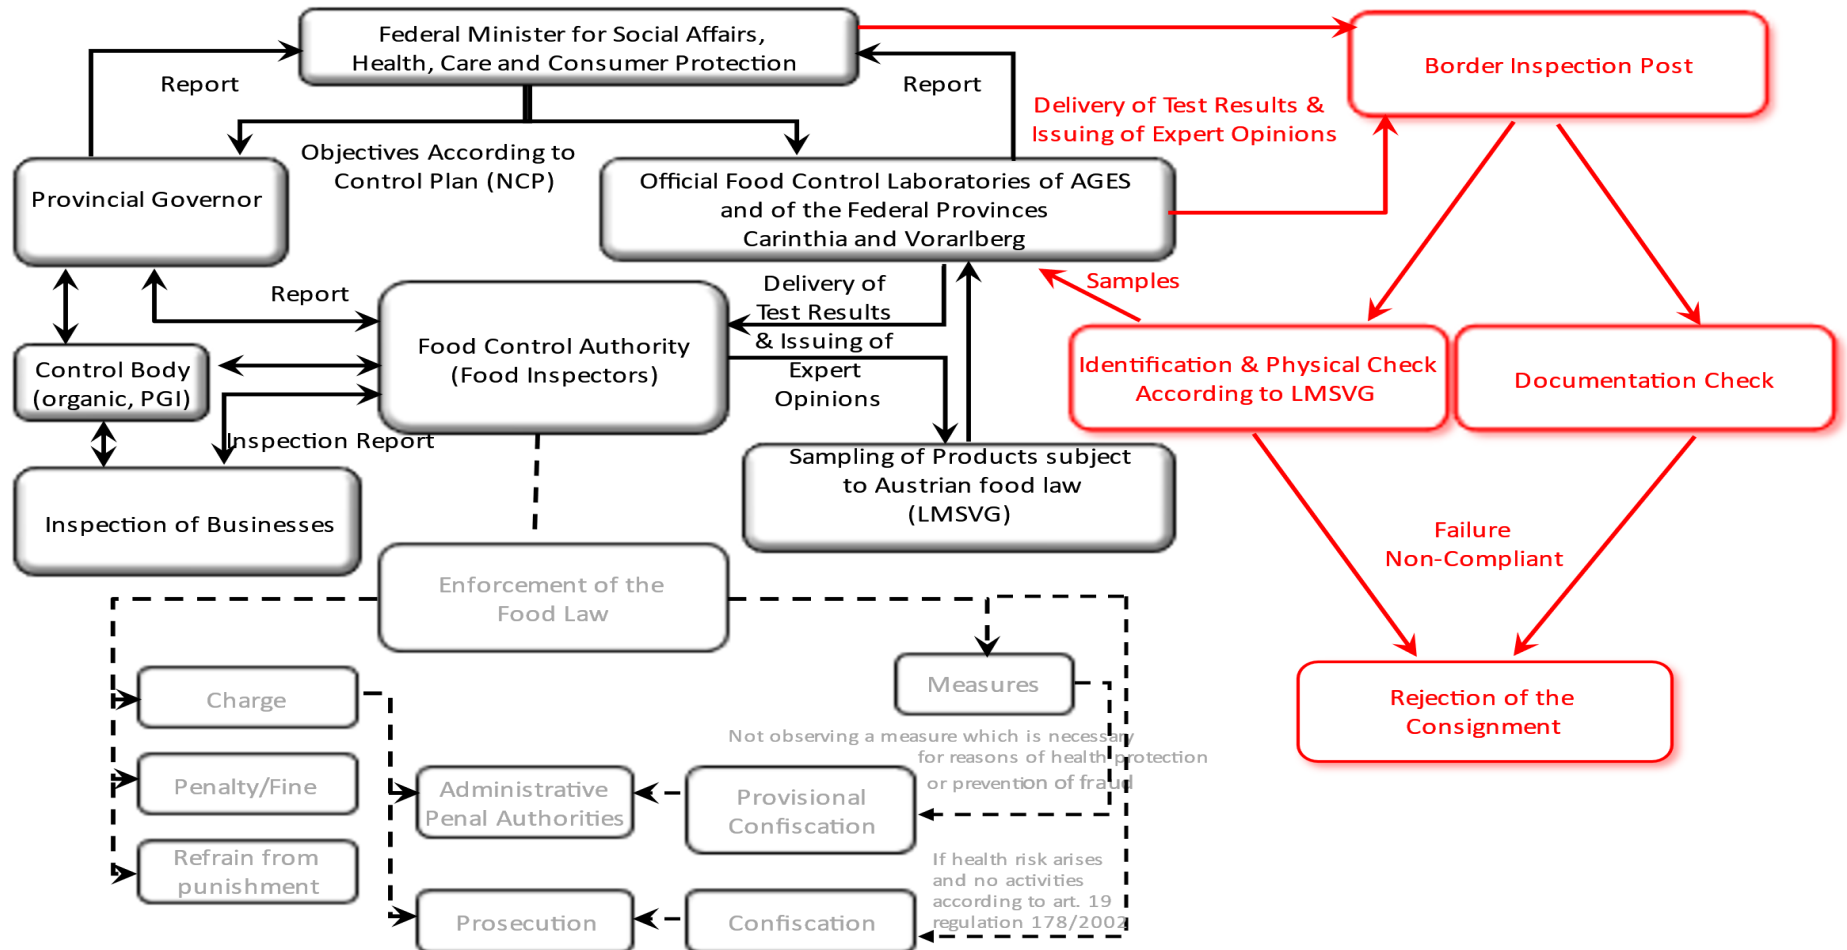 Federal Minister for Social Affairs,
Health, Care and Consumer Protection
Border Inspection Post
Report
Report
Delivery of Test Results &
Issuing of Expert Opinions
Objectives According to
Control Plan (NCP)
Provincial Governor
Official Food Control Laboratories of AGES
and of the Federal Provinces
Carinthia and Vorarlberg
Report
Delivery of
Test Results
& Issuing of
Expert
Opinions
Samples
Food Control Authority
(Food Inspectors)
Control Body
(organic, PGI)
Identification & Physical Check
According to LMSVG
Documentation Check
Inspection Report
Inspection of Businesses
Sampling of Products subject
to Austrian food law
(LMSVG)
Failure
Non-Compliant
Enforcement of the
Food Law
Charge
Measures
Rejection of the
Consignment
Not observing a measure which is necessary
for reasons of health protection
or prevention of fraud
Penalty/Fine
Administrative
Penal Authorities
Provisional
Confiscation
Refrain from
punishment
If health risk arises
and no activities
according to art. 19
regulation 178/2002
Prosecution
Confiscation